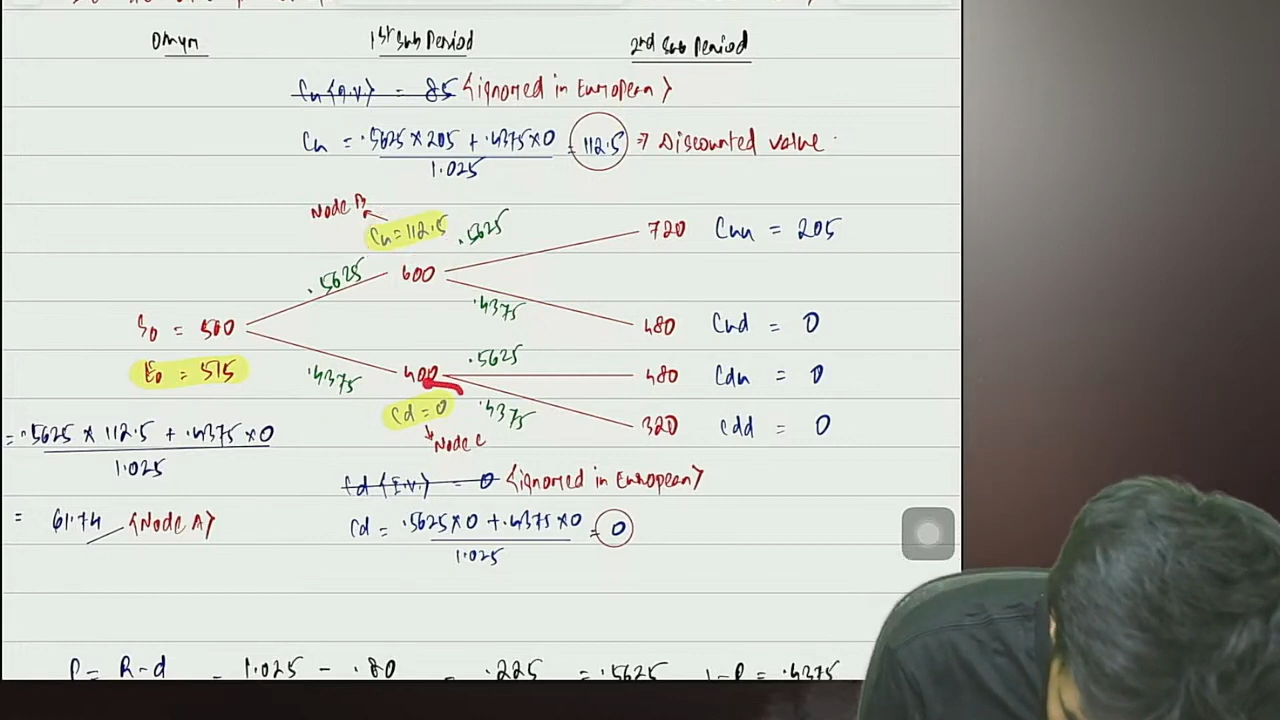 0myn 1st Sub Period 2nd Sub Period
Cu {I.V.} = 85 {ignored in European}
Cu = .5625×205 + .4375×0 = 112.5 ⇒ Discounted value
1.025
Node B
Cu = 112.5 .5625
720 Cuu = 205
.5625 600
.4375
S0 = 500 480 Cud = 0
.5625
E0 = 515 .4375 400 480 Cdu = 0
Cd = 0 .4375
320 Cdd = 0
= .5625 × 112.5 + .4375 × 0 Node C
1.025
Cd {I.V.} = 0 {ignored in European}
= 61.74 {Node A} Cd = .5625×0 + .4375×0 = 0
1.025
P = R-d = 1.025 - .80 = .225 = .5625 1-P = .4375